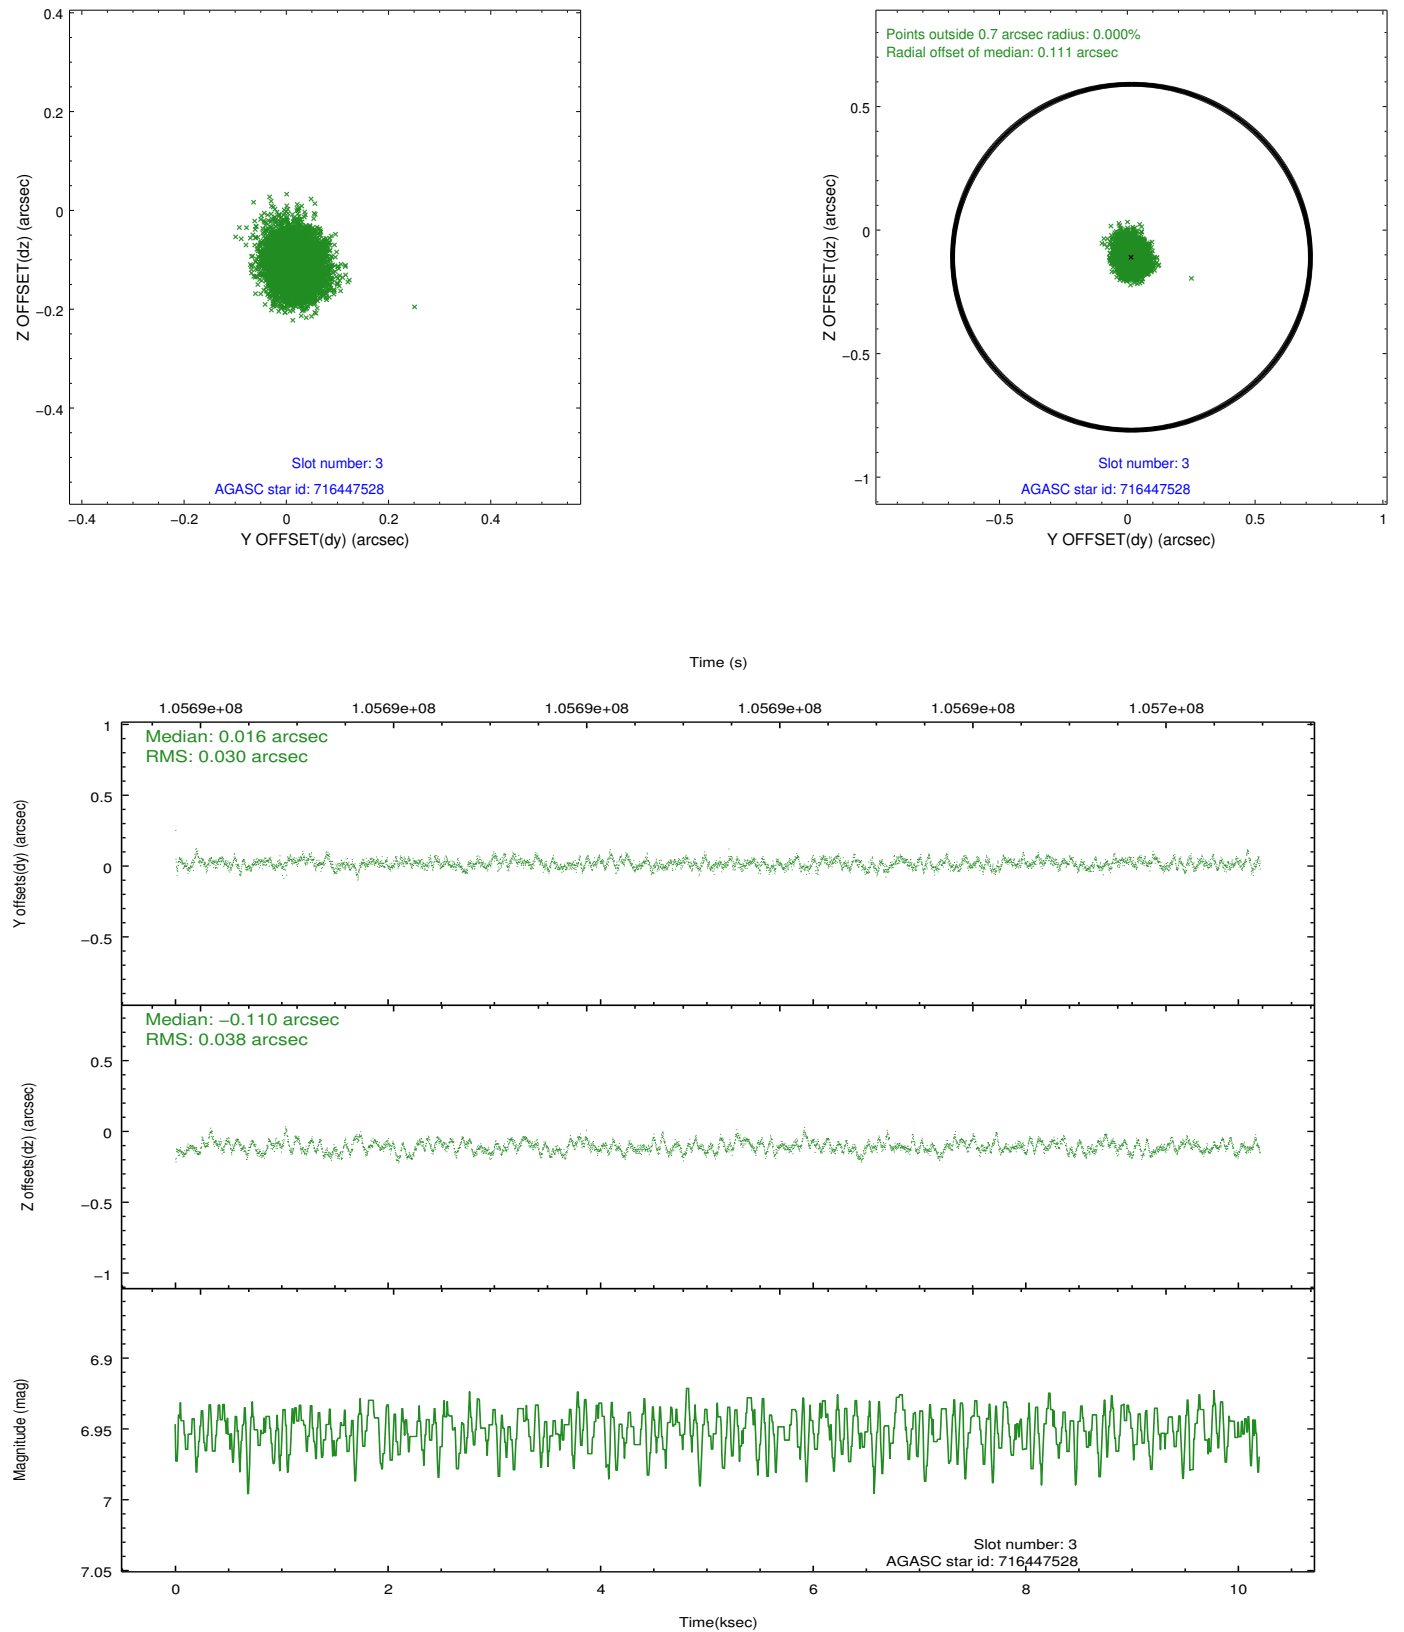 0.4
0.2
0
−0.2
−0.4
Z OFFSET(dz) (arcsec)
Slot number: 3
AGASC star id: 716447528
−0.4 −0.2 0 0.2 0.4
Y OFFSET(dy) (arcsec)
Points outside 0.7 arcsec radius: 0.000%
Radial offset of median: 0.111 arcsec
0.5
0
−0.5
−1
Z OFFSET(dz) (arcsec)
Slot number: 3
AGASC star id: 716447528
−0.5 0 0.5 1
Y OFFSET(dy) (arcsec)
Time (s)
1.0569e+08 1.0569e+08 1.0569e+08 1.0569e+08 1.0569e+08 1.057e+08
Median: 0.016 arcsec
RMS: 0.030 arcsec
1
0.5
0
−0.5
Y offsets(dy) (arcsec)
Median: −0.110 arcsec
RMS: 0.038 arcsec
0.5
0
−0.5
−1
Z offsets(dz) (arcsec)
6.9
6.95
7
7.05
Magnitude (mag)
Slot number: 3
AGASC star id: 716447528
0 2 4 6 8 10
Time(ksec)